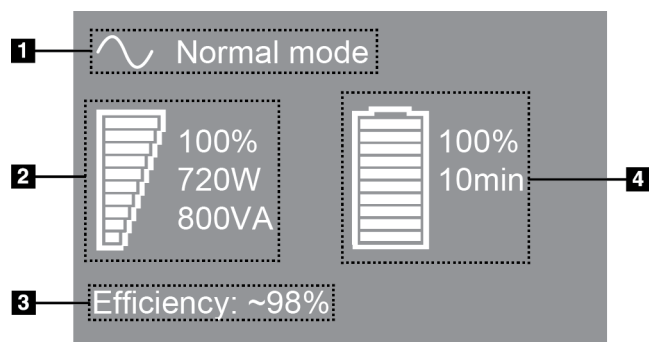 1
Normal mode
2
100%
720W
800VA
100%
10min
4
3
Efficiency: ~98%